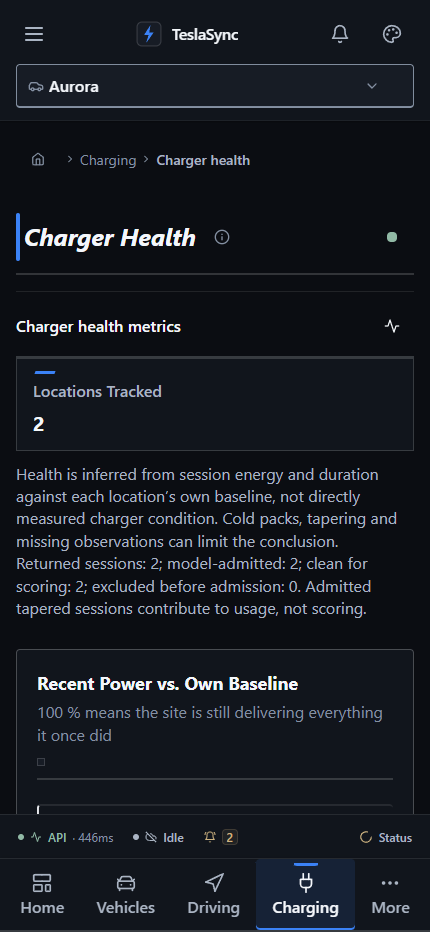 TeslaSync
Aurora
Charging > Charger health
Charger Health
Charger health metrics
Locations Tracked
2
Health is inferred from session energy and duration
against each location's own baseline, not directly
measured charger condition. Cold packs, tapering and
missing observations can limit the conclusion.
Returned sessions: 2; model-admitted: 2; clean for
scoring: 2; excluded before admission: 0. Admitted
tapered sessions contribute to usage, not scoring.
Recent Power vs. Own Baseline
100 % means the site is still delivering everything
it once did
API · 446ms Idle 2 Status
Home Vehicles Driving Charging More